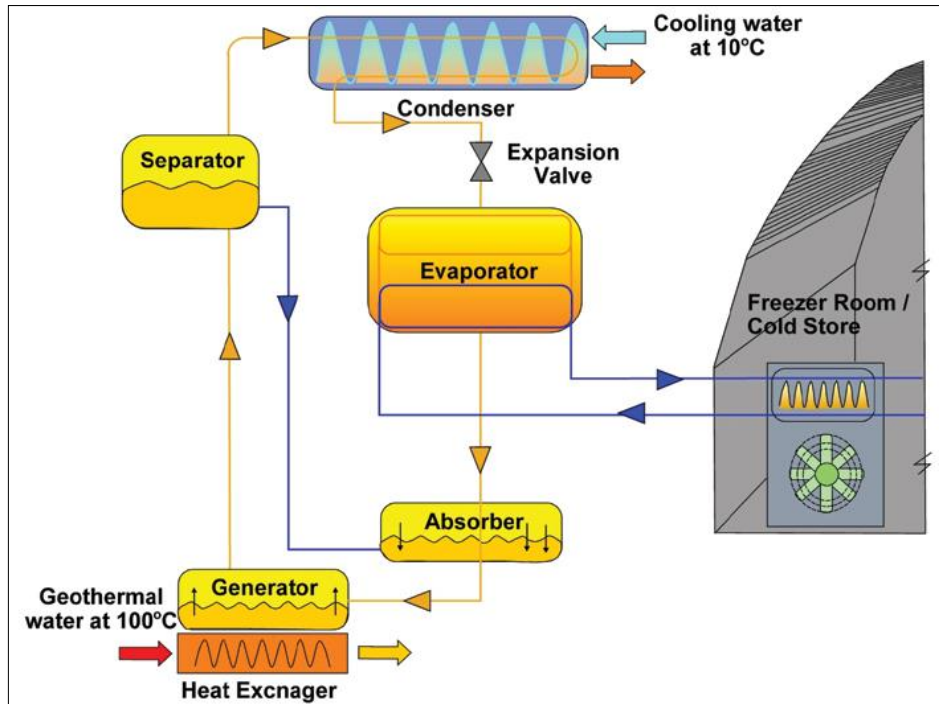 Cooling water
at 10°C
Condenser
Separator
Expansion
Valve
Evaporator
Freezer Room /
Cold Store
Absorber
Generator
Geothermal
water at 100°C
Heat Excnager